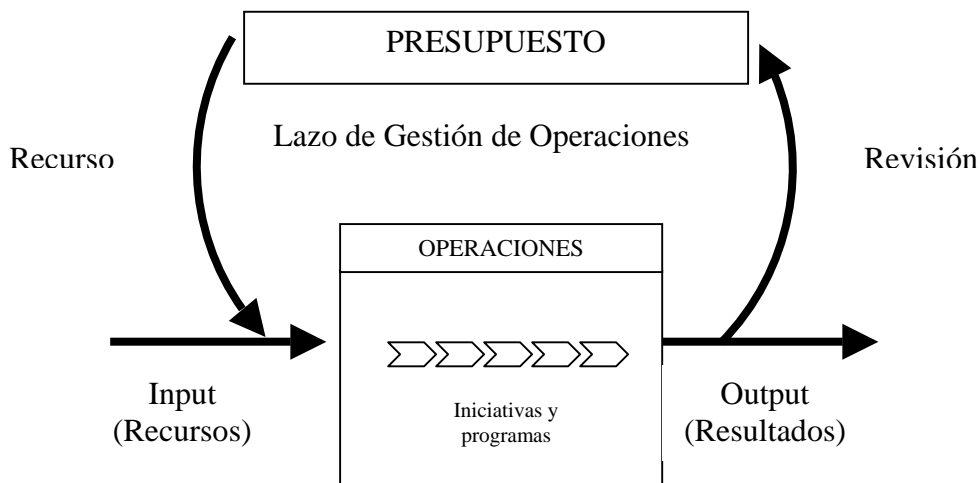 PRESUPUESTO
Lazo de Gestión de Operaciones
Recurso
Revisión
OPERACIONES
Input
(Recursos)
Iniciativas y
programas
Output
(Resultados)